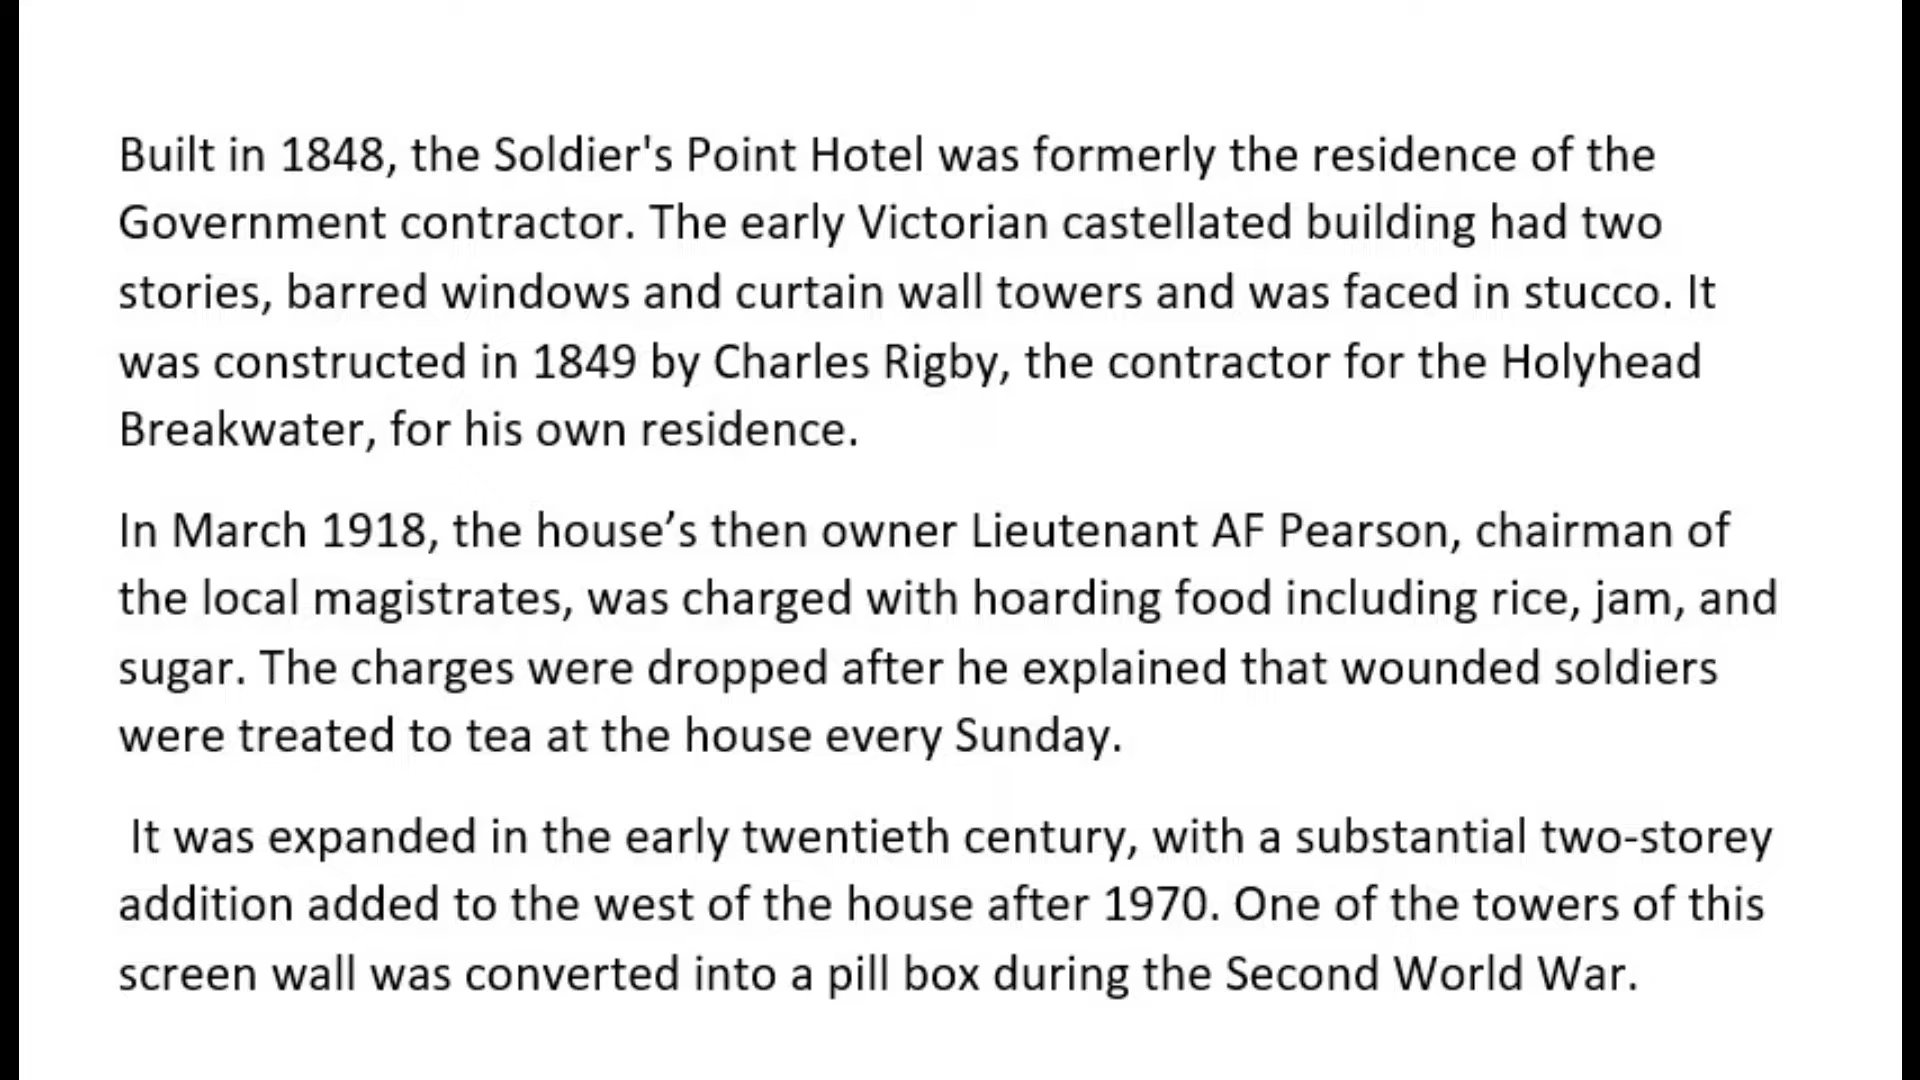 Built in 1848, the Soldier's Point Hotel was formerly the residence of the
Government contractor. The early Victorian castellated building had two
stories, barred windows and curtain wall towers and was faced in stucco. It
was constructed in 1849 by Charles Rigby, the contractor for the Holyhead
Breakwater, for his own residence.
In March 1918, the house’s then owner Lieutenant AF Pearson, chairman of
the local magistrates, was charged with hoarding food including rice, jam, and
sugar. The charges were dropped after he explained that wounded soldiers
were treated to tea at the house every Sunday.
It was expanded in the early twentieth century, with a substantial two-storey
addition added to the west of the house after 1970. One of the towers of this
screen wall was converted into a pill box during the Second World War.